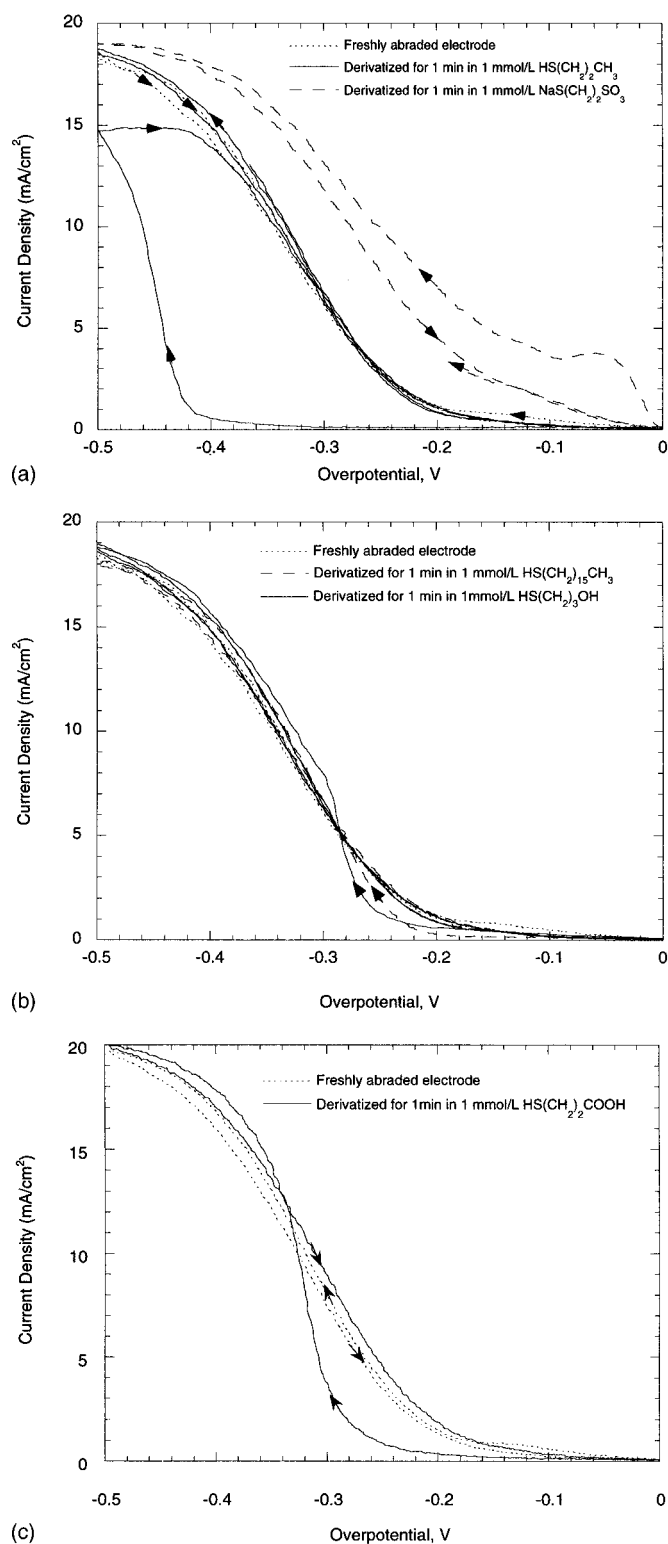 20
Freshly abraded electrode
Derivatized for 1 min in 1 mmol/L HS(CH₂)₂CH₃
Derivatized for 1 min in 1 mmol/L NaS(CH₂)₂SO₃
15
10
5
0
Current Density (mA/cm²)
-0.5 -0.4 -0.3 -0.2 -0.1 0
(a) Overpotential, V
20
Freshly abraded electrode
Derivatized for 1 min in 1 mmol/L HS(CH₂)₁₅CH₃
Derivatized for 1 min in 1mmol/L HS(CH₂)₃OH
15
10
5
0
Current Density (mA/cm²)
-0.5 -0.4 -0.3 -0.2 -0.1 0
(b) Overpotential, V
20
Freshly abraded electrode
Derivatized for 1min in 1 mmol/L HS(CH₂)₂COOH
15
10
5
0
Current Density (mA/cm²)
-0.5 -0.4 -0.3 -0.2 -0.1 0
(c) Overpotential, V